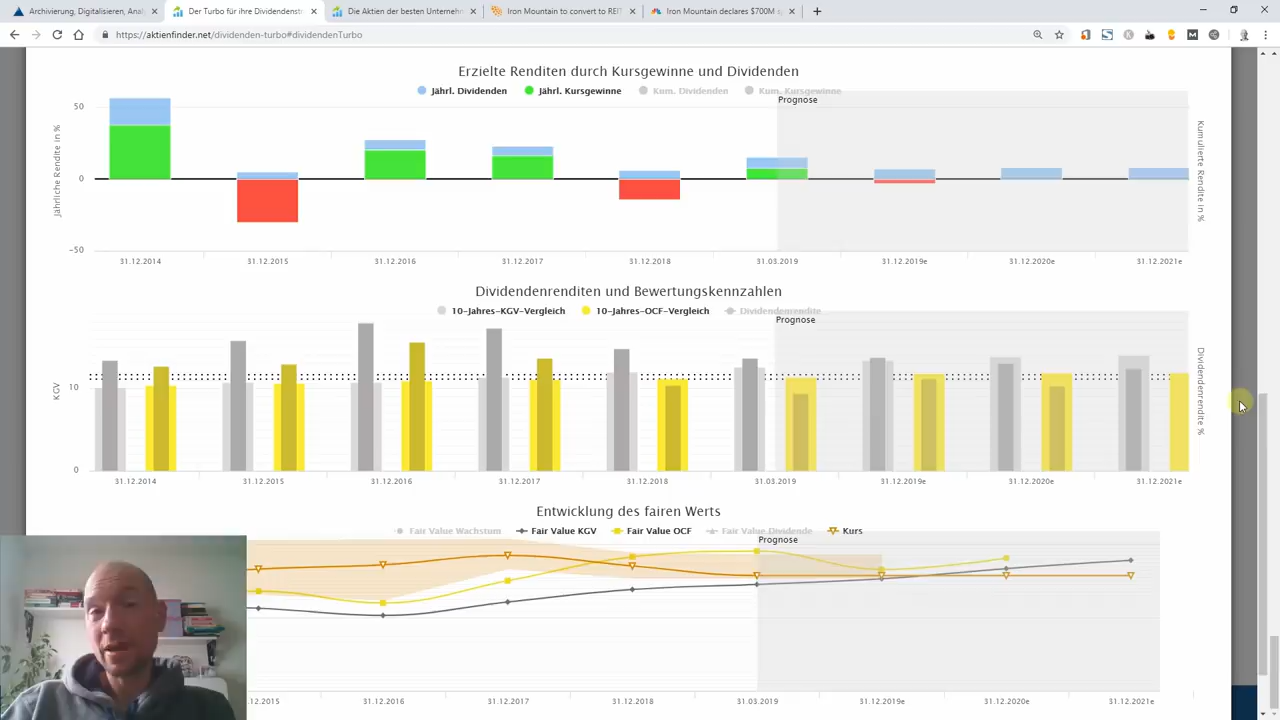 Archivierung, Digitalisieren, Anal
Der Turbo für ihre Dividendenst
Die Aktien der besten Unternehm
Iron Mountain to convert to REIT
Iron Mountain declares $700M s
https://aktienfinder.net/dividenden-turbo#dividendenTurbo
Erzielte Renditen durch Kursgewinne und Dividenden
Jährl. Dividenden Jährl. Kursgewinne Kum. Dividenden Kum. Kursgewinne
Prognose
50
0
-50
Jährliche Rendite in %
Kumulierte Rendite in %
31.12.2014 31.12.2015 31.12.2016 31.12.2017 31.12.2018 31.03.2019 31.12.2019e 31.12.2020e 31.12.2021e
Dividendenrenditen und Bewertungskennzahlen
10-Jahres-KGV-Vergleich 10-Jahres-OCF-Vergleich Dividendenrendite
Prognose
10
0
KGV
Dividendenrendite %
31.12.2014 31.12.2015 31.12.2016 31.12.2017 31.12.2018 31.03.2019 31.12.2019e 31.12.2020e 31.12.2021e
Entwicklung des fairen Werts
Fair Value Wachstum Fair Value KGV Fair Value OCF Fair Value Dividende Kurs
Prognose
.12.2015 31.12.2016 31.12.2017 31.12.2018 31.03.2019 31.12.2019e 31.12.2020e 31.12.2021e